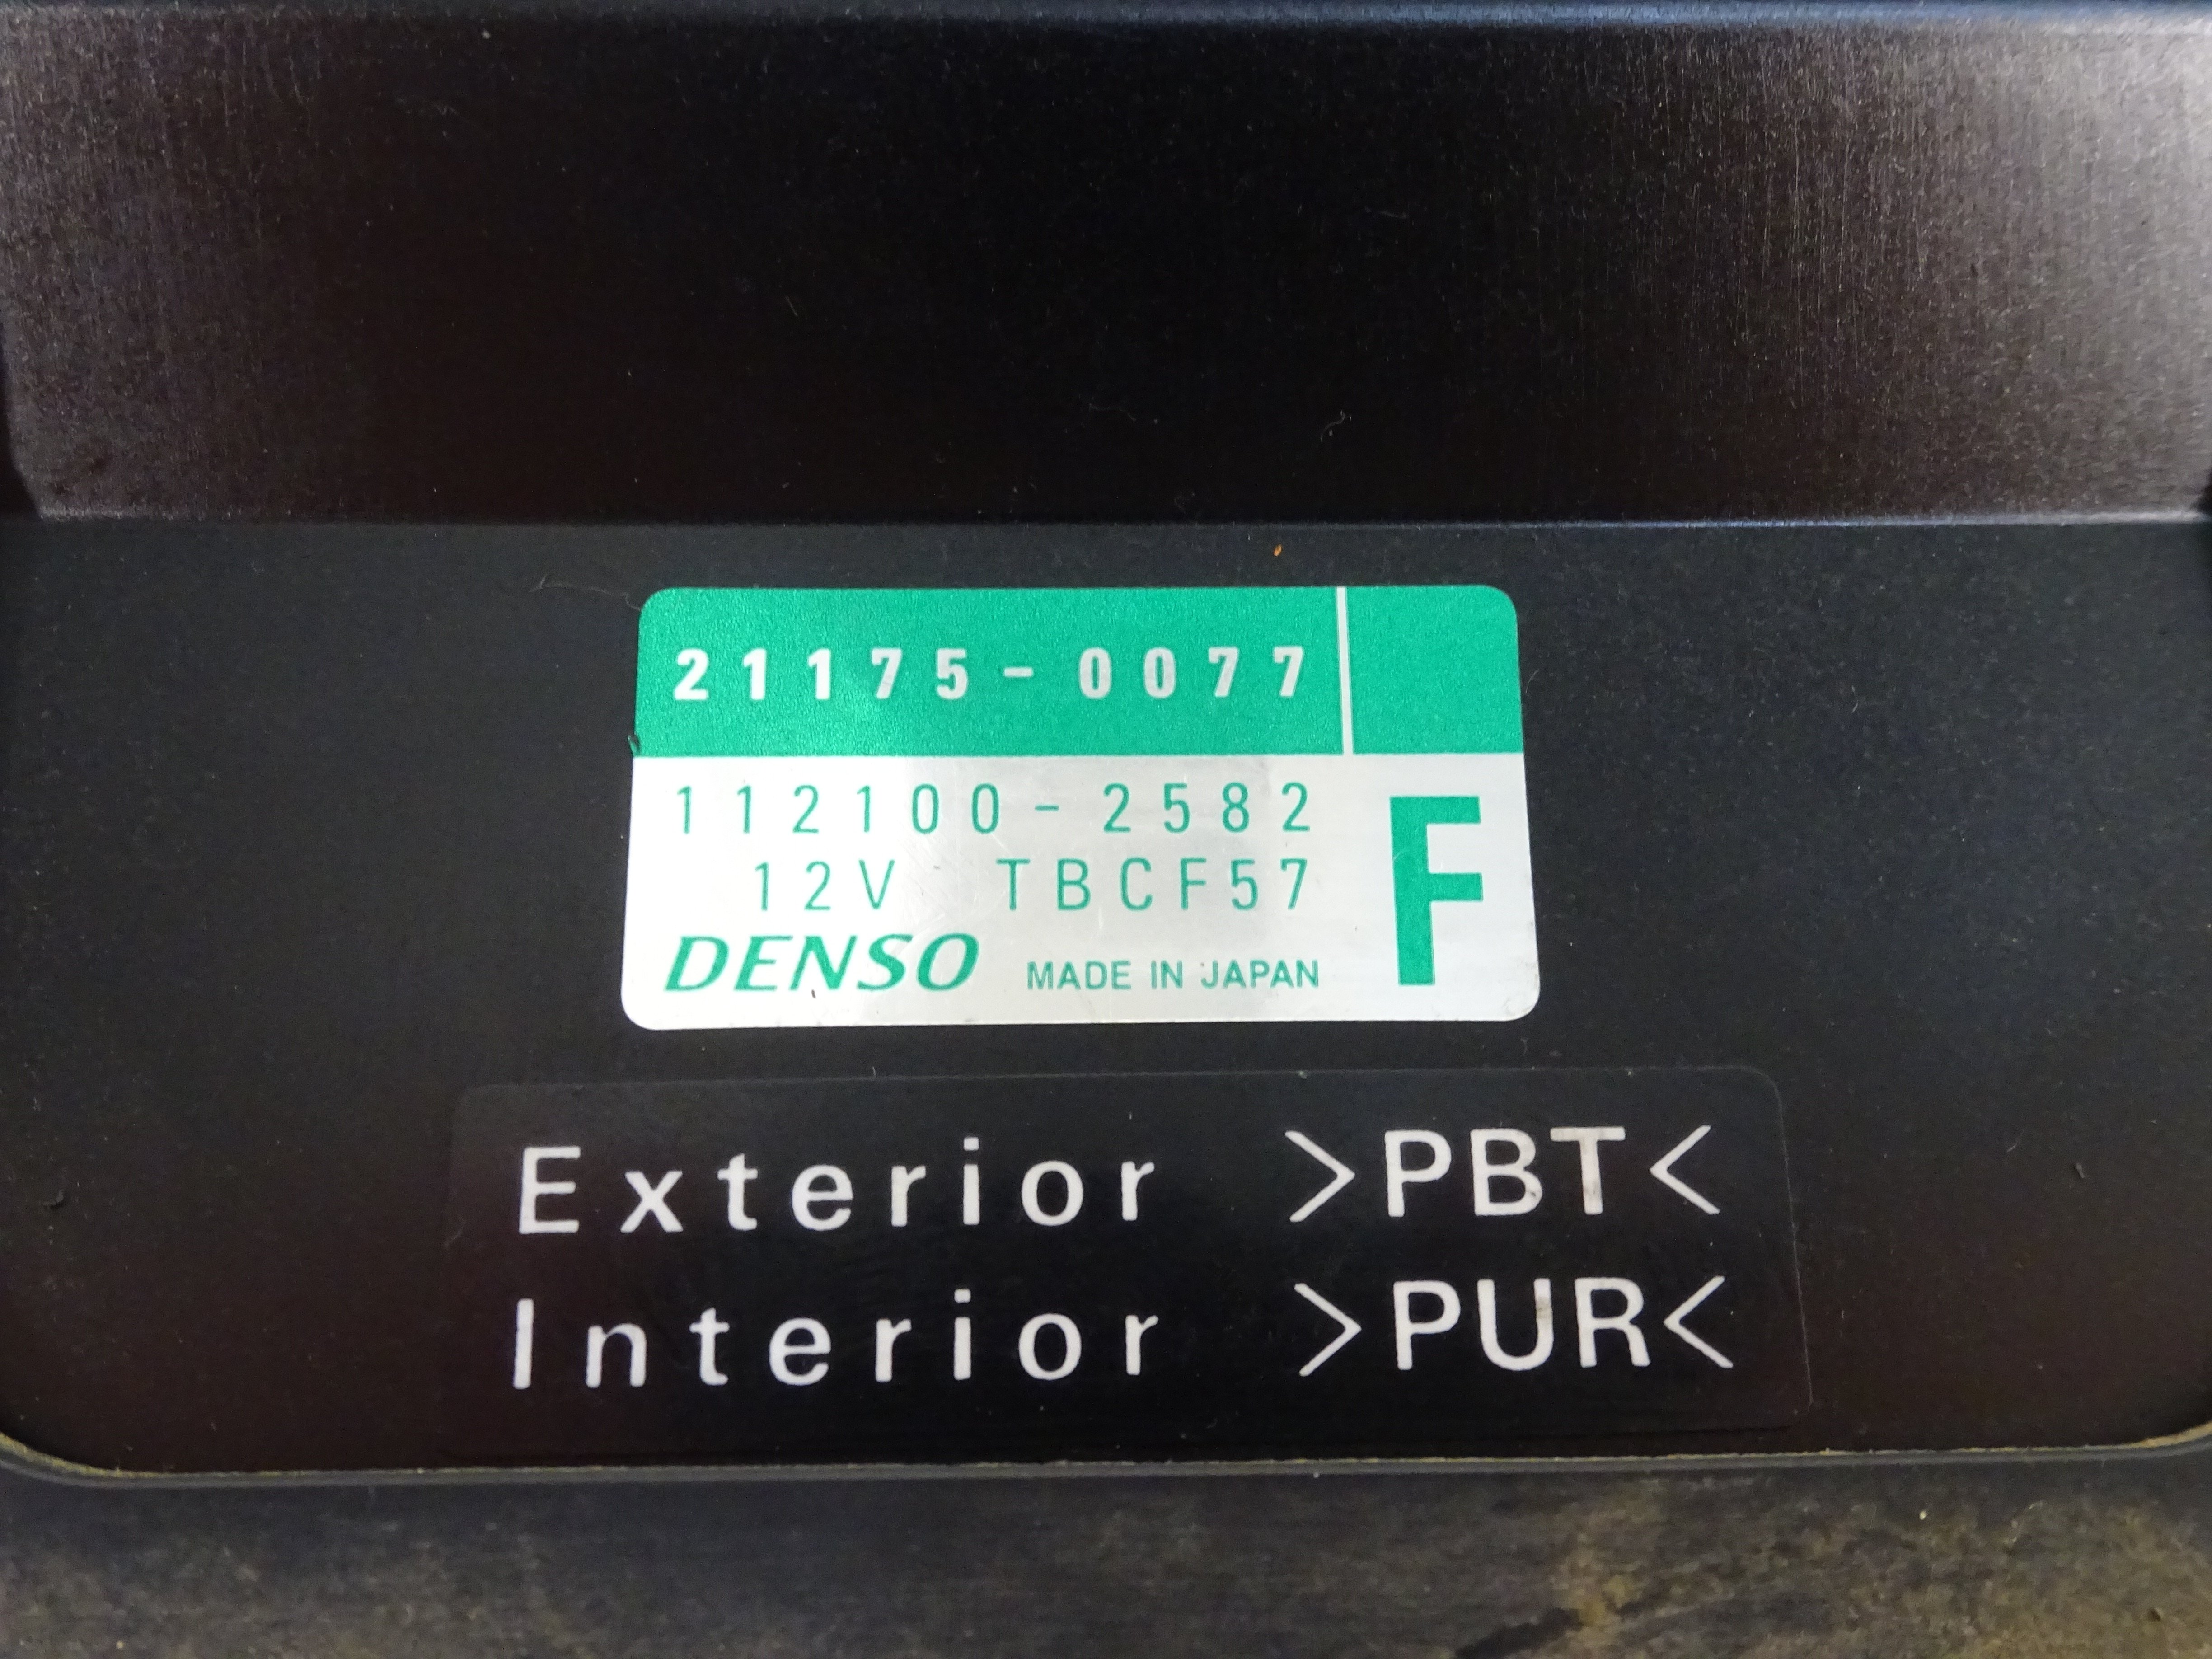 21175-0077
112100-2582
12V TBCF57
F
DENSO MADE IN JAPAN
Exterior >PBT<
Interior >PUR<